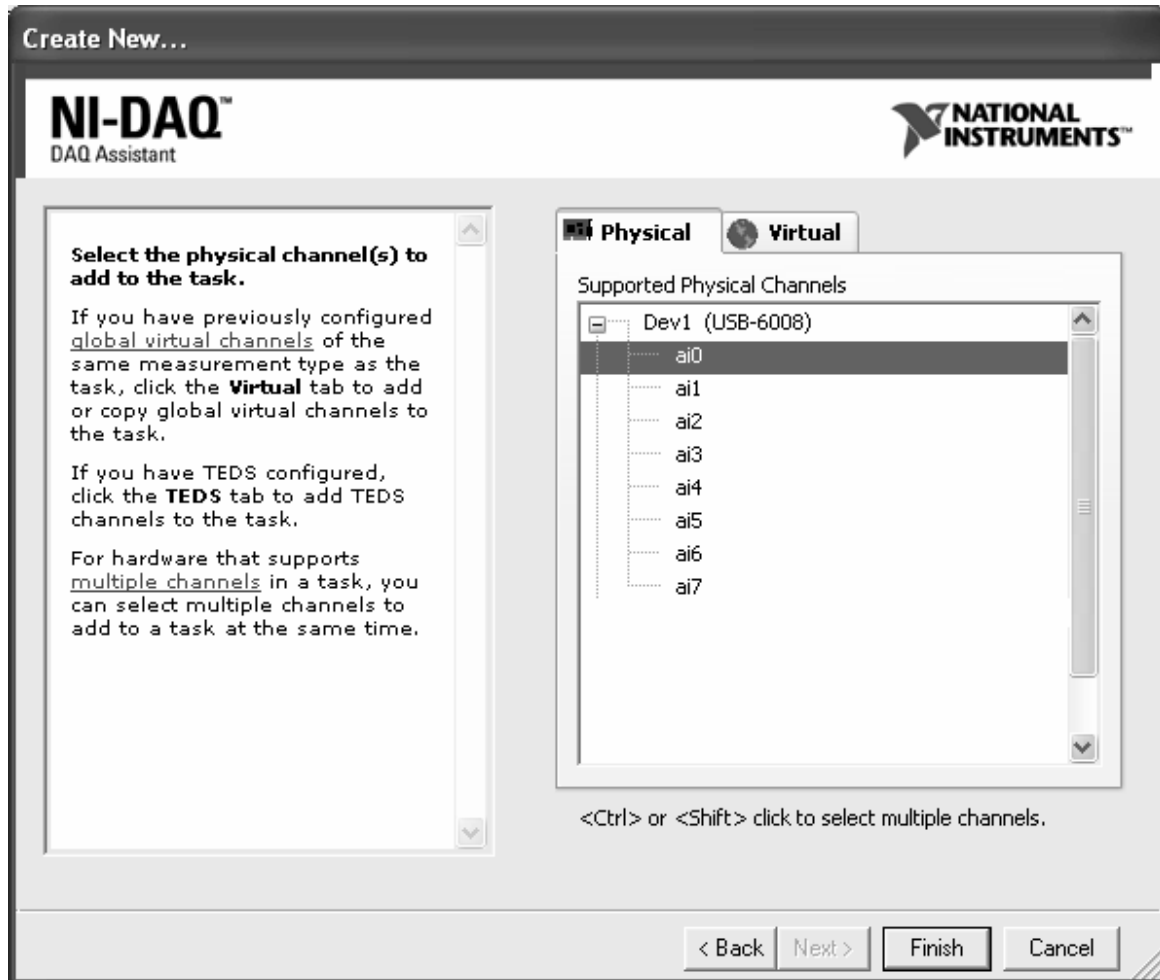 Create New...
NI-DAQ™
DAQ Assistant
NATIONAL
INSTRUMENTS™
Select the physical channel(s) to
add to the task.
If you have previously configured
global virtual channels of the
same measurement type as the
task, click the Virtual tab to add
or copy global virtual channels to
the task.
If you have TEDS configured,
click the TEDS tab to add TEDS
channels to the task.
For hardware that supports
multiple channels in a task, you
can select multiple channels to
add to a task at the same time.
Physical
Virtual
Supported Physical Channels
Dev1 (USB-6008)
ai0
ai1
ai2
ai3
ai4
ai5
ai6
ai7
<Ctrl> or <Shift> click to select multiple channels.
< Back
Next >
Finish
Cancel